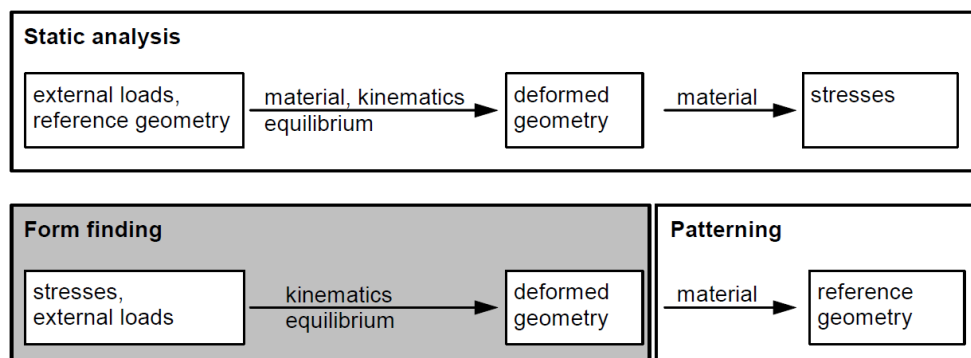 Static analysis
external loads,
reference geometry
material, kinematics
equilibrium
deformed
geometry
material
stresses
Form finding
stresses,
external loads
kinematics
equilibrium
deformed
geometry
Patterning
material
reference
geometry